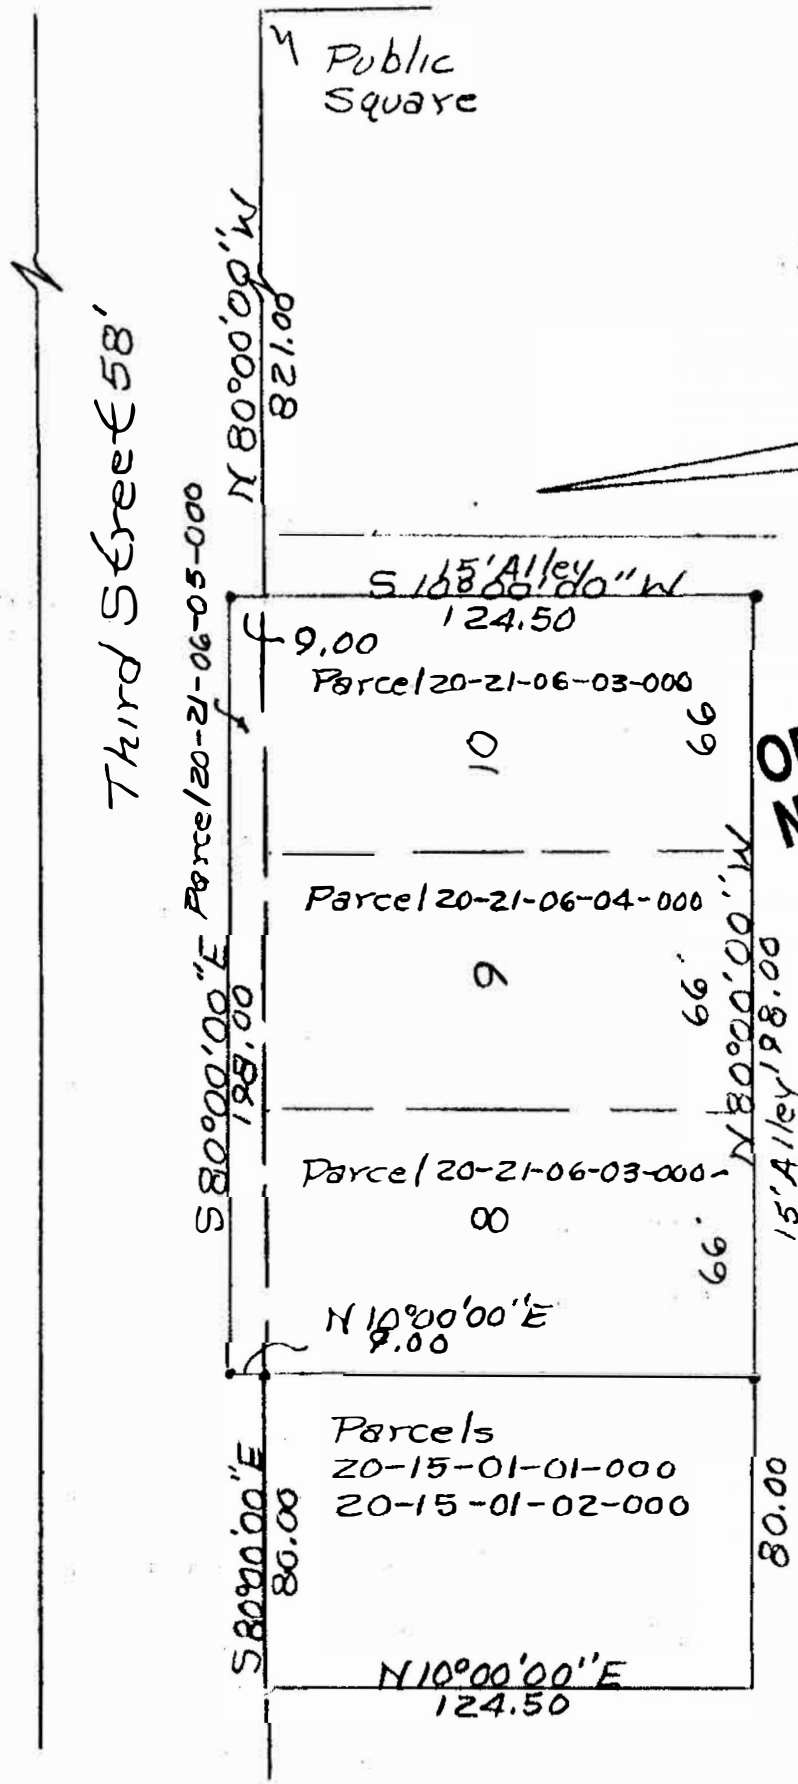 Public
Square
N 80°00'00" W
821.00
Third Street 58'
Parcel 20-21-06-05-000
15' Alley
124.50
9.00
Parcel 20-21-06-03-000
10
66
Parcel 20-21-06-04-000
9
66'
S 80°00'00" E
198.00
N 80°00'00" W
15' Alley 198.00
Parcel 20-21-06-03-000
8
66'
N 10°00'00" E
9.00
Parcels
20-15-01-01-000
20-15-01-02-000
S 80°00'00" E
80.00
80.00
N 10°00'00" E
124.50